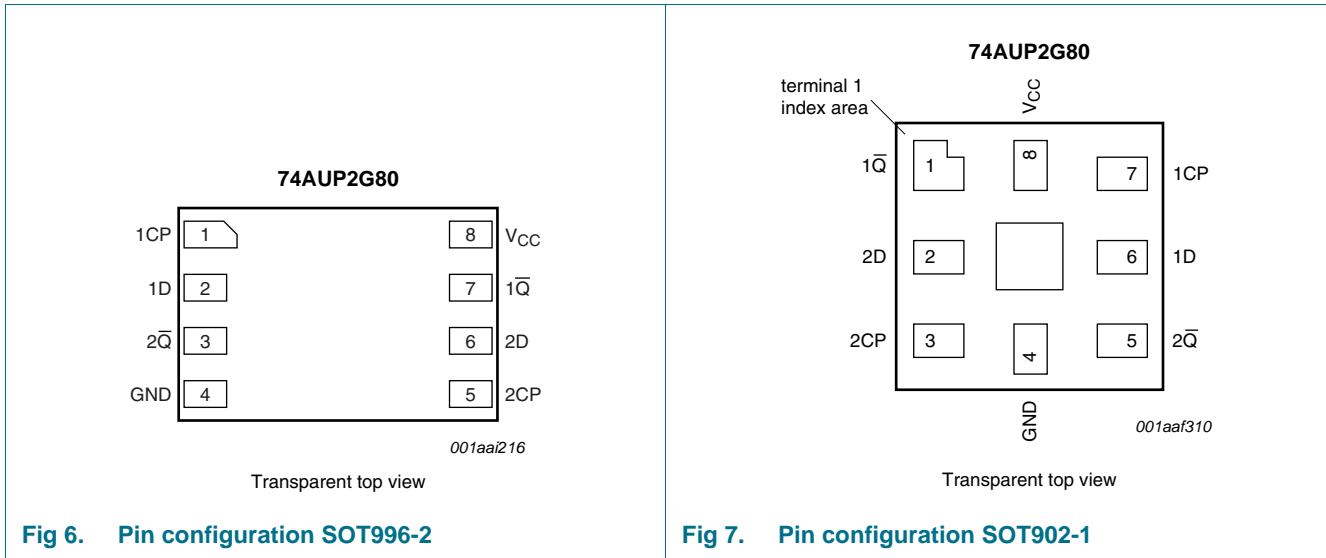 74AUP2G80
1CP 1 8 VCC
1D 2 7 1Q̅
2Q̅ 3 6 2D
GND 4 5 2CP
001aai216
Transparent top view
Fig 6. Pin configuration SOT996-2
74AUP2G80
terminal 1
index area
VCC
1Q̅ 1 8 7 1CP
2D 2 6 1D
2CP 3 4 5 2Q̅
GND
001aaf310
Transparent top view
Fig 7. Pin configuration SOT902-1